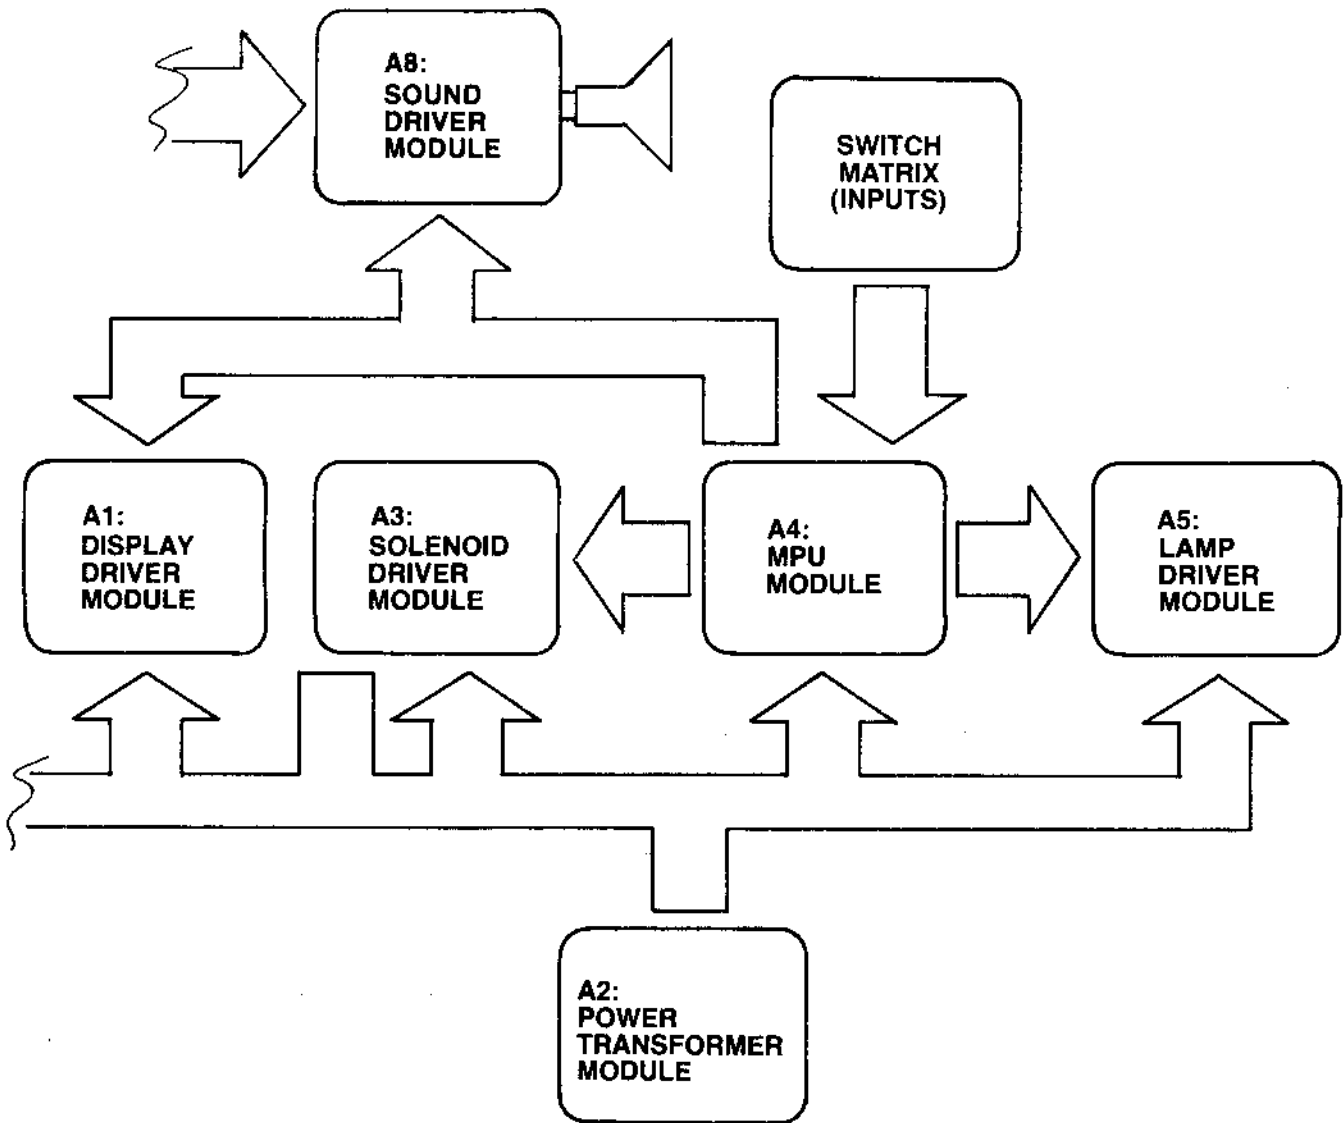 A8:
SOUND
DRIVER
MODULE
SWITCH
MATRIX
(INPUTS)
A1:
DISPLAY
DRIVER
MODULE
A3:
SOLENOID
DRIVER
MODULE
A4:
MPU
MODULE
A5:
LAMP
DRIVER
MODULE
A2:
POWER
TRANSFORMER
MODULE